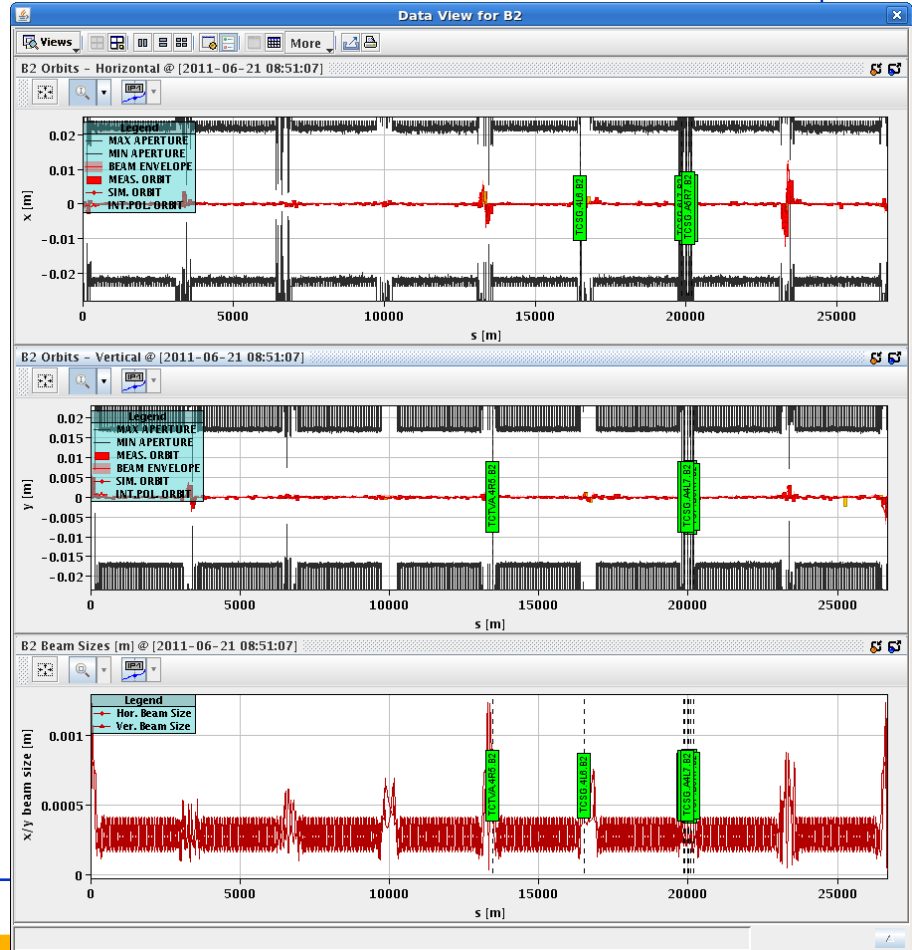 Data View for B2
Views More
B2 Orbits - Horizontal @ [2011-06-21 08:51:07]
IP1
Legend
MAX APERTURE
MIN APERTURE
BEAM ENVELOPE
MEAS. ORBIT
SIM. ORBIT
INT.POL. ORBIT
x [m]
0.02
0.01
0
-0.01
-0.02
TCSG.4L6.B2
TCSG.A6R7.B2
0 5000 10000 15000 20000 25000
s [m]
B2 Orbits - Vertical @ [2011-06-21 08:51:07]
IP1
Legend
MAX APERTURE
MIN APERTURE
MEAS. ORBIT
BEAM ENVELOPE
SIM. ORBIT
INT.POL. ORBIT
y [m]
0.02
0.015
0.01
0.005
0
-0.005
-0.01
-0.015
-0.02
TCTVA.4R5.B2
TCSG.A4L7.B2
0 5000 10000 15000 20000 25000
s [m]
B2 Beam Sizes [m] @ [2011-06-21 08:51:07]
IP1
Legend
Hor. Beam Size
Ver. Beam Size
x/y beam size [m]
0.001
0.0005
0
TCTVA.4R5.B2
TCSG.4L6.B2
TCSG.A4L7.B2
0 5000 10000 15000 20000 25000
s [m]